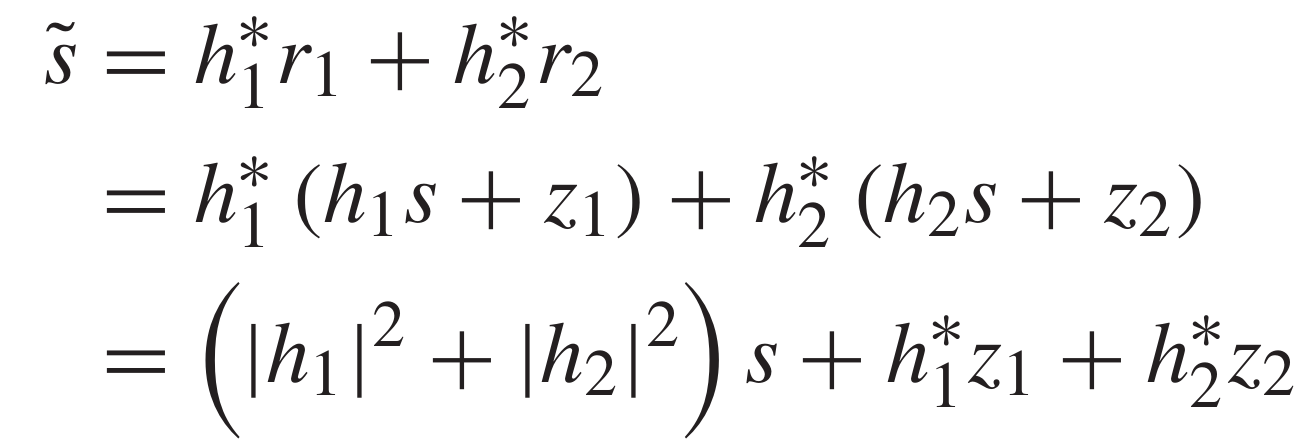 s̃ = h₁* r₁ + h₂* r₂
= h₁* (h₁s + z₁) + h₂* (h₂s + z₂)
= (|h₁|² + |h₂|²) s + h₁* z₁ + h₂* z₂